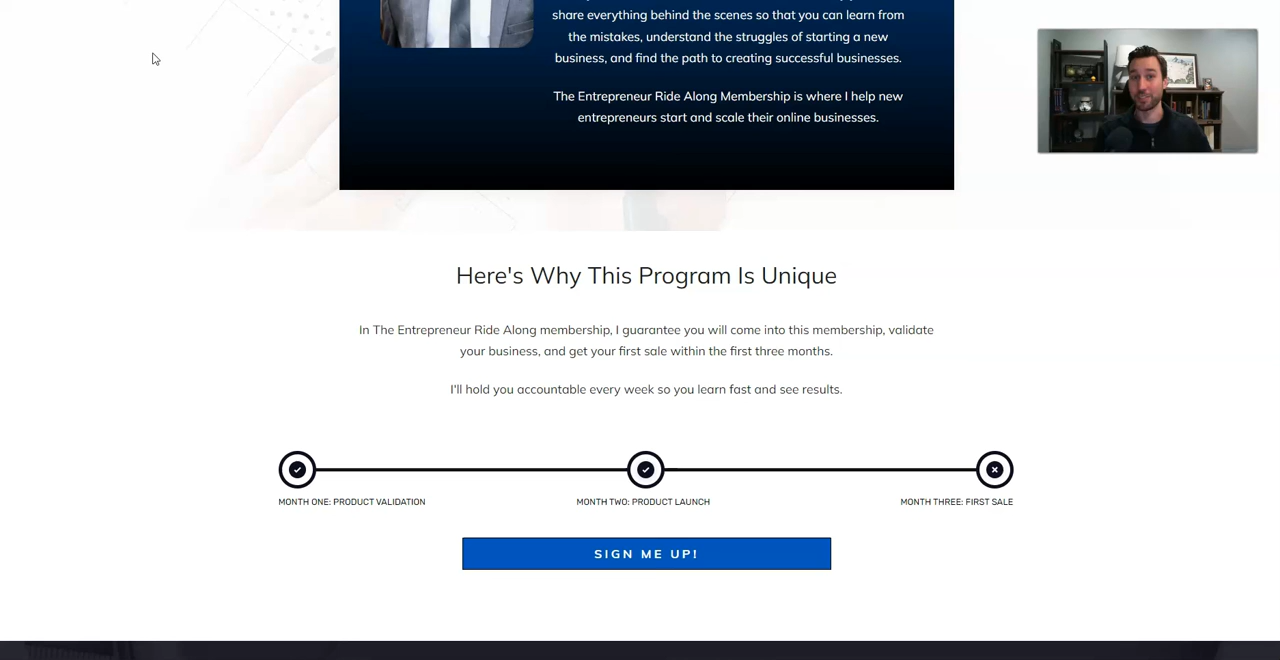 share everything behind the scenes so that you can learn from
the mistakes, understand the struggles of starting a new
business, and find the path to creating successful businesses.
The Entrepreneur Ride Along Membership is where I help new
entrepreneurs start and scale their online businesses.
Here's Why This Program Is Unique
In The Entrepreneur Ride Along membership, I guarantee you will come into this membership, validate
your business, and get your first sale within the first three months.
I'll hold you accountable every week so you learn fast and see results.
MONTH ONE: PRODUCT VALIDATION
MONTH TWO: PRODUCT LAUNCH
MONTH THREE: FIRST SALE
SIGN ME UP!